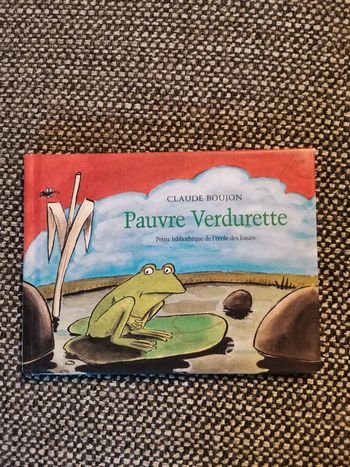 CLAUDE BOUJON
Pauvre Verdurette
Petite bibliothèque de l'école des loisirs